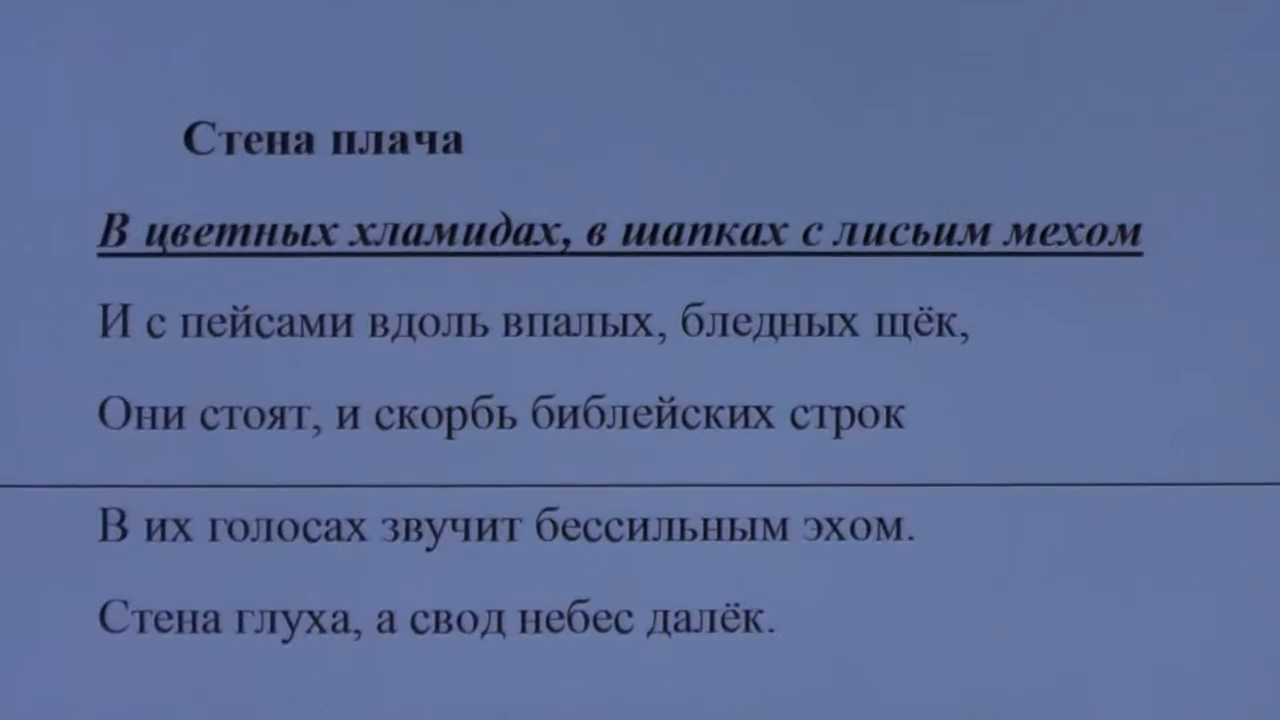 Стена плача
В цветных хламидах, в шапках с лисьим мехом
И с пейсами вдоль впалых, бледных щёк,
Они стоят, и скорбь библейских строк
В их голосах звучит бессильным эхом.
Стена глуха, а свод небес далёк.